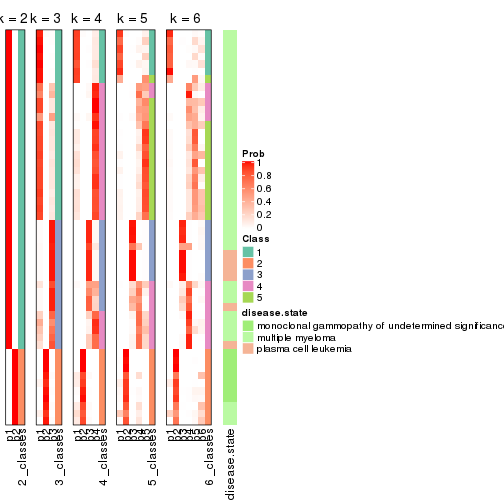 k = 2 k = 3 k = 4 k = 5 k = 6
Prob
1
0.8
0.6
0.4
0.2
0
Class
1
2
3
4
5
disease.state
monoclonal gammopathy of undetermined significance
multiple myeloma
plasma cell leukemia
p1
p2
2_classes
p1
p2
p3
3_classes
p1
p2
p3
p4
4_classes
p1
p2
p3
p4
p5
5_classes
p1
p2
p3
p4
p5
p6
6_classes
disease.state